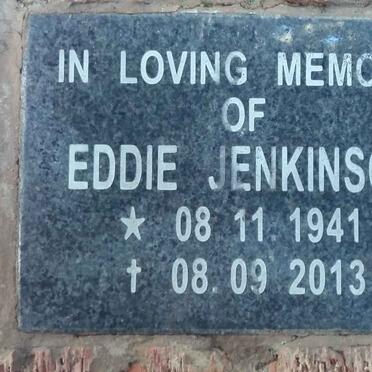 IN LOVING MEMO
OF
EDDIE JENKINSO
★ 08 11 1941
† 08.09 2013